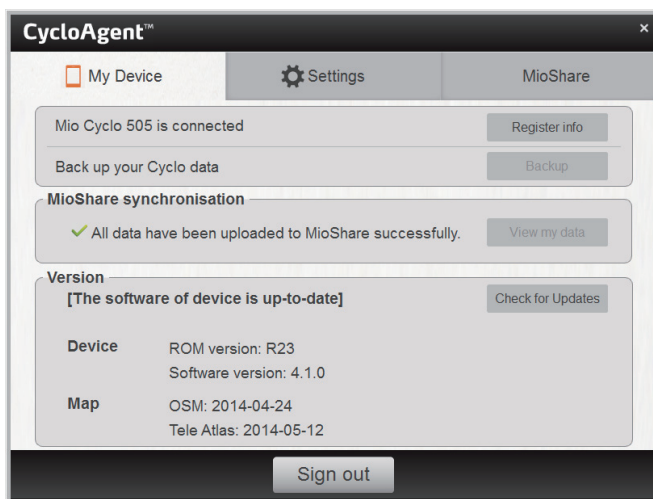 CycloAgent™
×
My Device
Settings
MioShare
Mio Cyclo 505 is connected
Register info
Back up your Cyclo data
Backup
MioShare synchronisation
All data have been uploaded to MioShare successfully.
View my data
Version
[The software of device is up-to-date]
Check for Updates
Device
ROM version: R23
Software version: 4.1.0
Map
OSM: 2014-04-24
Tele Atlas: 2014-05-12
Sign out